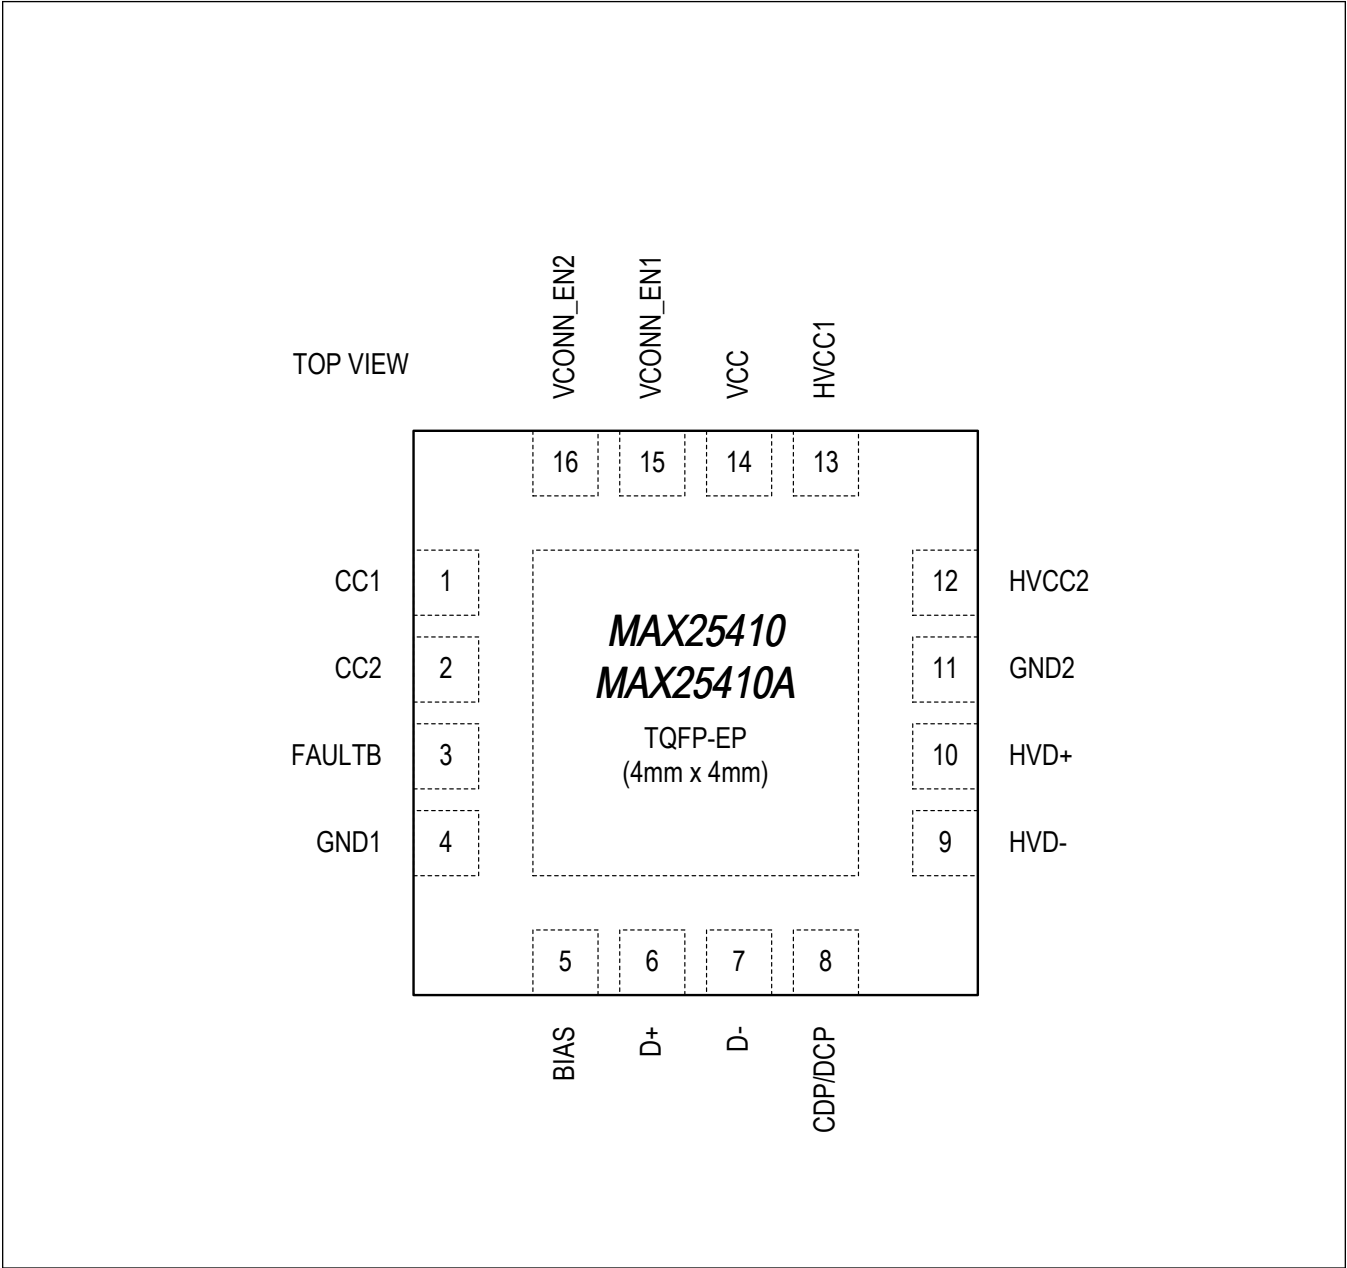 VCONN_EN2
VCONN_EN1
VCC
HVCC1
TOP VIEW
16
15
14
13
CC1
1
12
HVCC2
CC2
2
11
GND2
FAULTB
3
10
HVD+
GND1
4
9
HVD-
MAX25410
MAX25410A
TQFP-EP
(4mm x 4mm)
5
6
7
8
BIAS
D+
D-
CDP/DCP